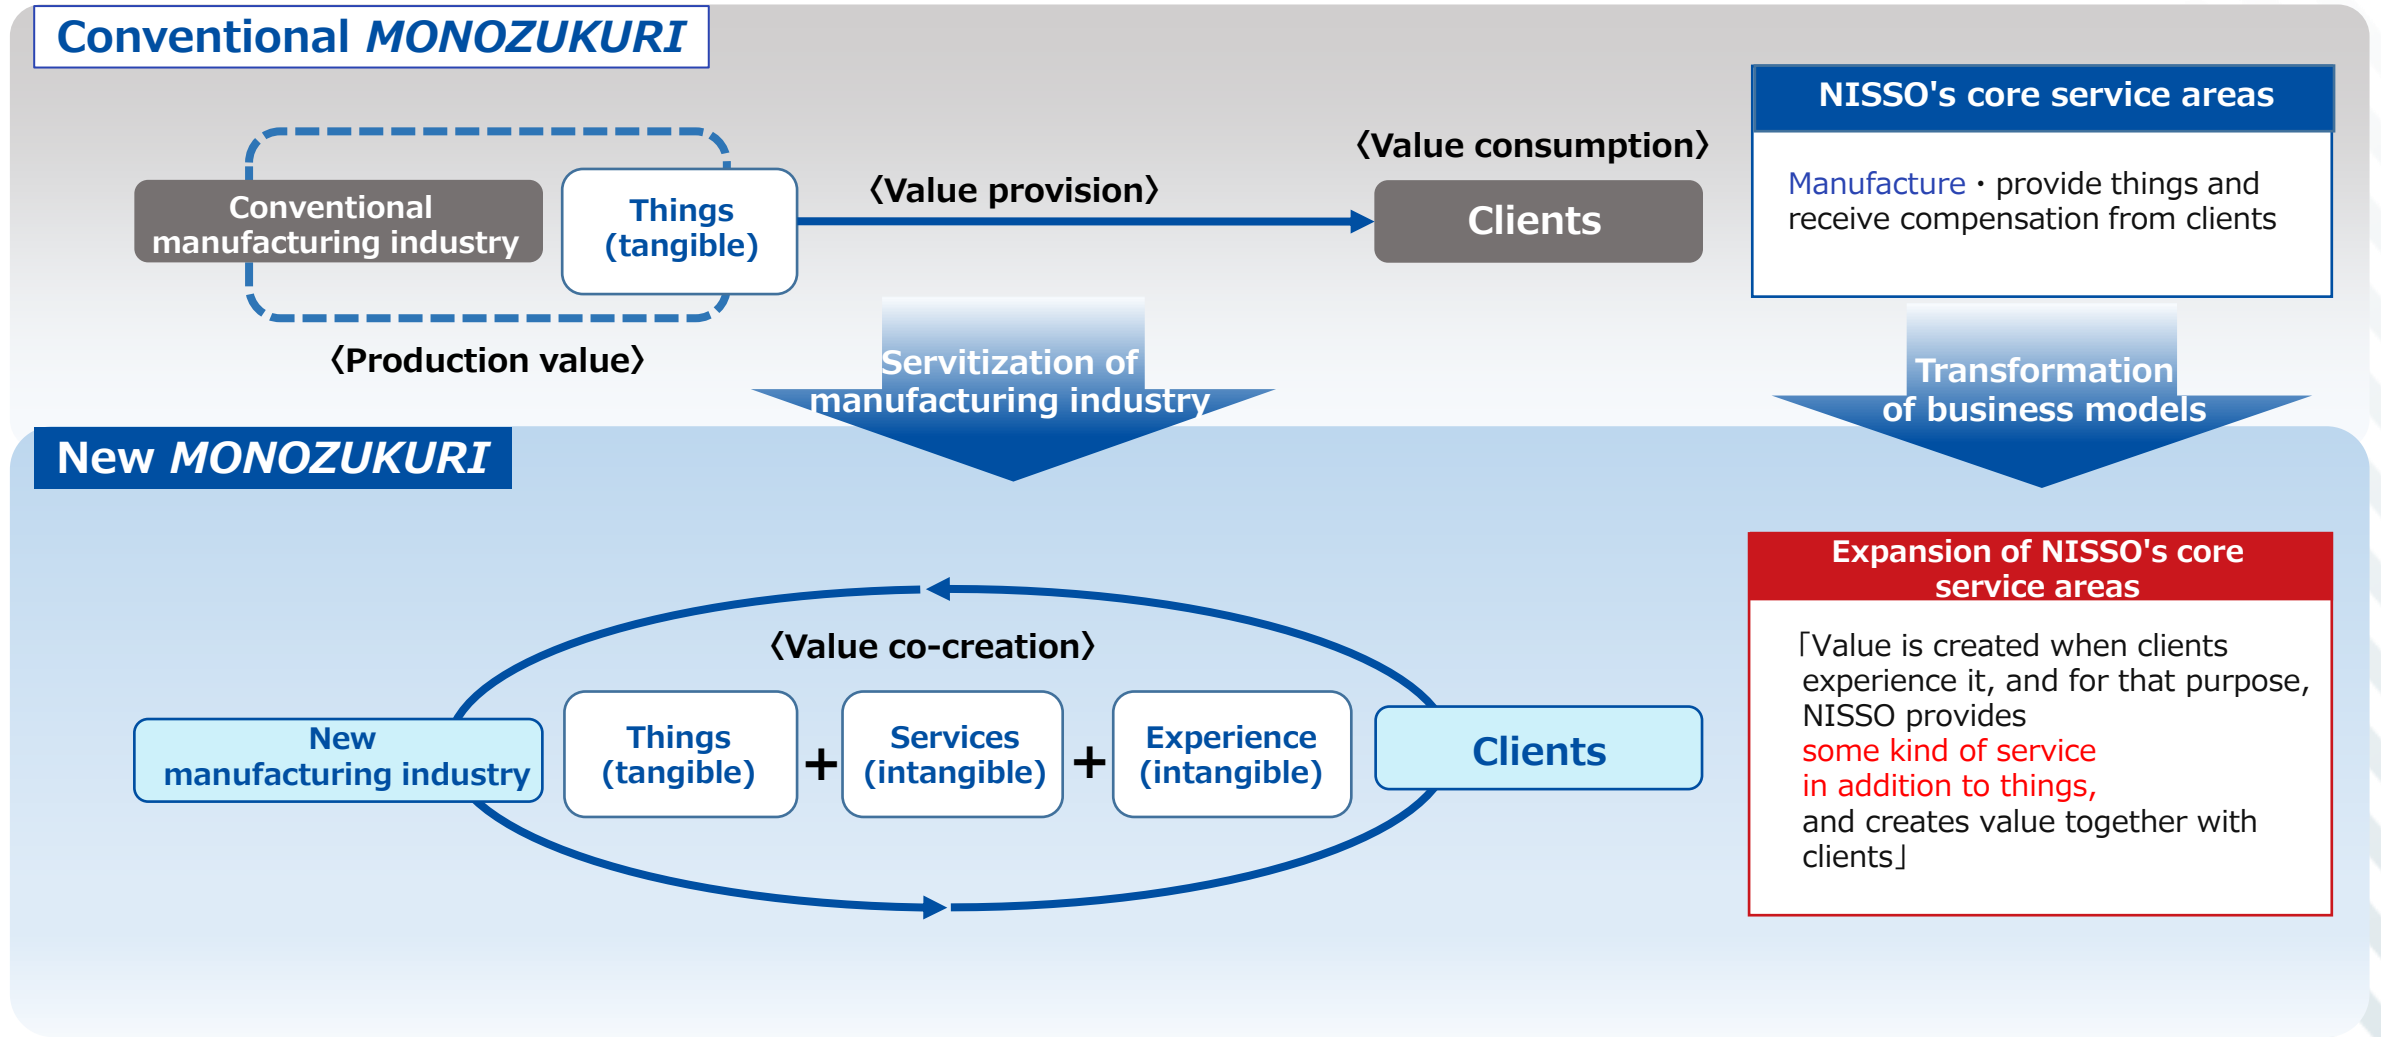 Conventional MONOZUKURI
NISSO's core service areas
〈Value consumption〉
〈Value provision〉
Conventional
manufacturing industry
Things
(tangible)
Clients
Manufacture・provide things and
receive compensation from clients
〈Production value〉
Servitization of
manufacturing industry
Transformation
of business models
New MONOZUKURI
Expansion of NISSO's core
service areas
〈Value co-creation〉
New
manufacturing industry
Things
(tangible)
+
Services
(intangible)
+
Experience
(intangible)
Clients
「Value is created when clients
experience it, and for that purpose,
NISSO provides
some kind of service
in addition to things,
and creates value together with
clients」